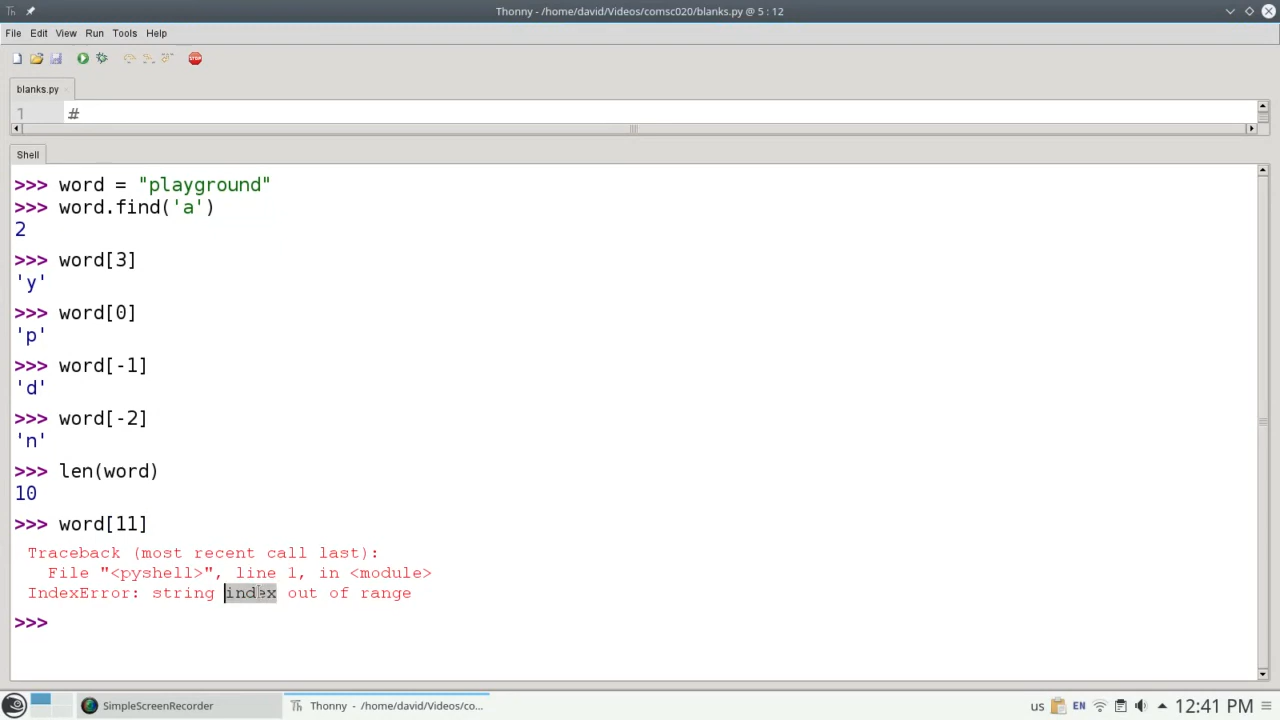 Thonny - /home/david/Videos/comsc020/blanks.py @ 5 : 12
File Edit View Run Tools Help
STOP
blanks.py
1 #
Shell
>>> word = "playground"
>>> word.find('a')
2
>>> word[3]
'y'
>>> word[0]
'p'
>>> word[-1]
'd'
>>> word[-2]
'n'
>>> len(word)
10
>>> word[11]
Traceback (most recent call last):
File "<pyshell>", line 1, in <module>
IndexError: string index out of range
>>>
SimpleScreenRecorder Thonny - /home/david/Videos/co... us EN 12:41 PM